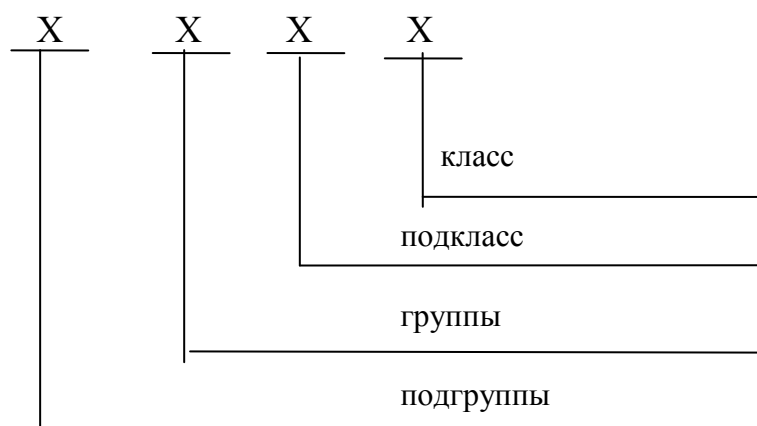 Х Х Х Х
класс
подкласс
группы
подгруппы